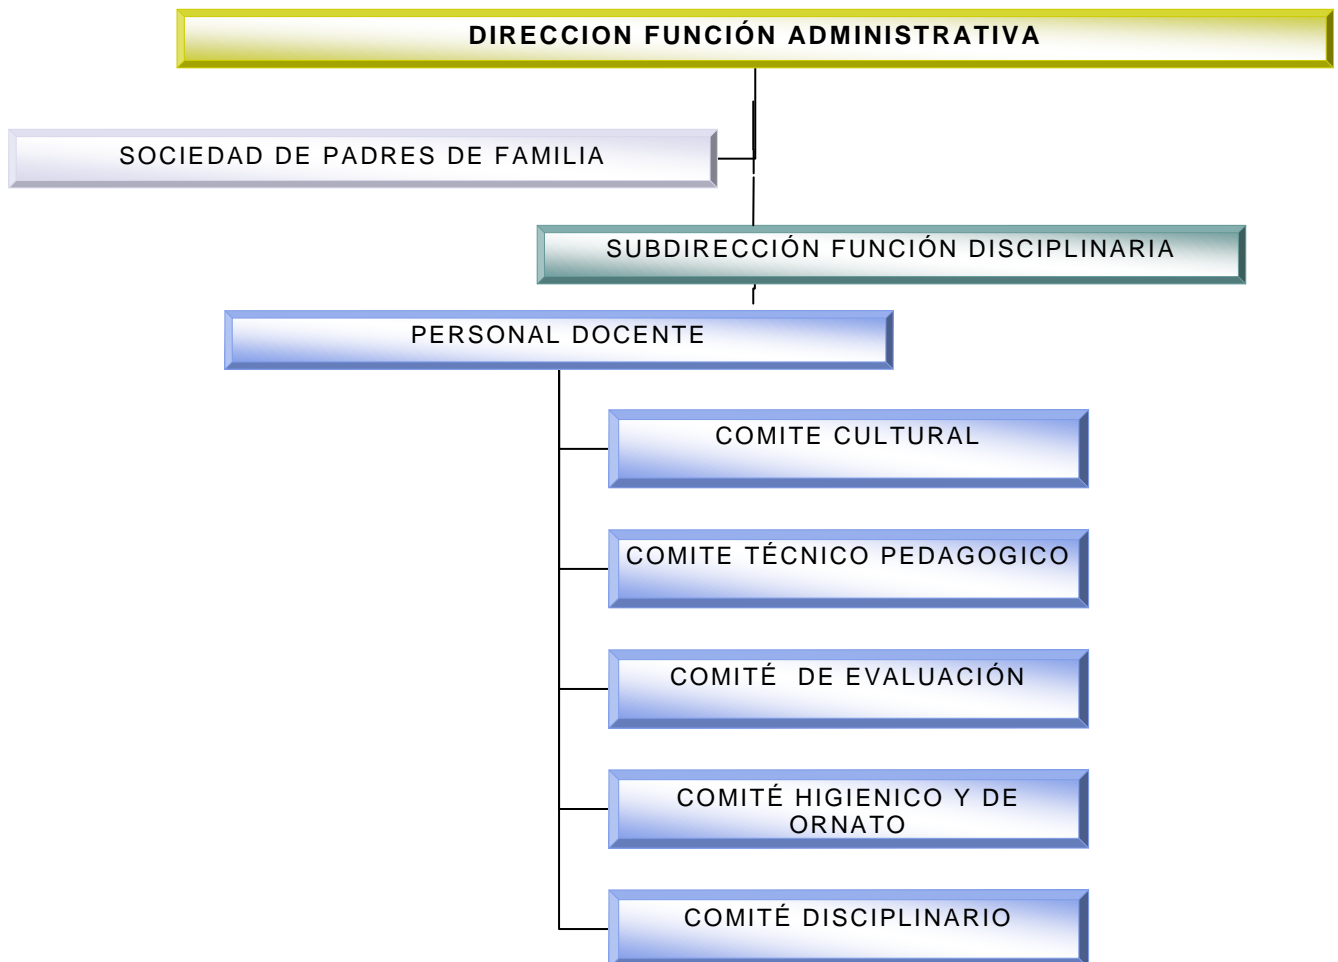 DIRECCION FUNCIÓN ADMINISTRATIVA
SOCIEDAD DE PADRES DE FAMILIA
SUBDIRECCIÓN FUNCIÓN DISCIPLINARIA
PERSONAL DOCENTE
COMITE CULTURAL
COMITE TÉCNICO PEDAGOGICO
COMITÉ DE EVALUACIÓN
COMITÉ HIGIENICO Y DE
ORNATO
COMITÉ DISCIPLINARIO